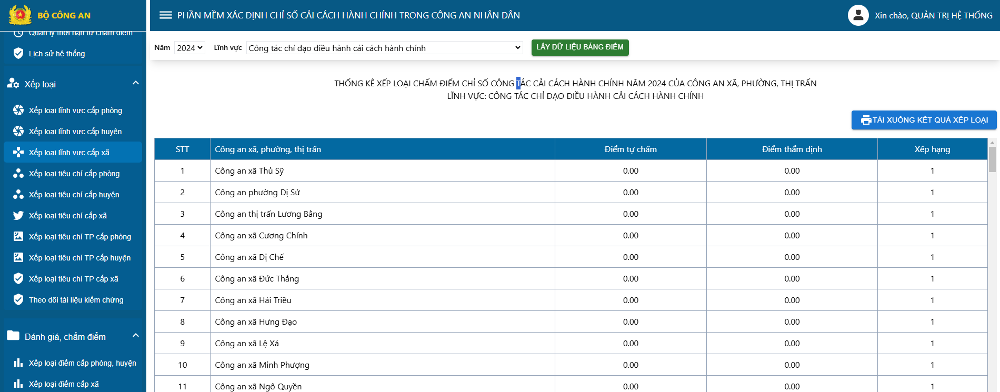 BỘ CÔNG AN
PHẦN MỀM XÁC ĐỊNH CHỈ SỐ CẢI CÁCH HÀNH CHÍNH TRONG CÔNG AN NHÂN DÂN
Xin chào, QUẢN TRỊ HỆ THỐNG
Quản lý thời hạn tự chấm điểm
Lịch sử hệ thống
Xếp loại
Xếp loại lĩnh vực cấp phòng
Xếp loại lĩnh vực cấp huyện
Xếp loại lĩnh vực cấp xã
Xếp loại tiêu chí cấp phòng
Xếp loại tiêu chí cấp huyện
Xếp loại tiêu chí cấp xã
Xếp loại tiêu chí TP cấp phòng
Xếp loại tiêu chí TP cấp huyện
Xếp loại tiêu chí TP cấp xã
Theo dõi tài liệu kiểm chứng
Đánh giá, chấm điểm
Xếp loại điểm cấp phòng, huyện
Xếp loại điểm cấp xã
Năm 2024 Lĩnh vực Công tác chỉ đạo điều hành cải cách hành chính LẤY DỮ LIỆU BẢNG ĐIỂM
THỐNG KÊ XẾP LOẠI CHẤM ĐIỂM CHỈ SỐ CÔNG TÁC CẢI CÁCH HÀNH CHÍNH NĂM 2024 CỦA CÔNG AN XÃ, PHƯỜNG, THỊ TRẤN
LĨNH VỰC: CÔNG TÁC CHỈ ĐẠO ĐIỀU HÀNH CẢI CÁCH HÀNH CHÍNH
TẢI XUỐNG KẾT QUẢ XẾP LOẠI
STT Công an xã, phường, thị trấn Điểm tự chấm Điểm thẩm định Xếp hạng
1 Công an xã Thủ Sỹ 0.00 0.00 1
2 Công an phường Dị Sử 0.00 0.00 1
3 Công an thị trấn Lương Bằng 0.00 0.00 1
4 Công an xã Cương Chính 0.00 0.00 1
5 Công an xã Dị Chế 0.00 0.00 1
6 Công an xã Đức Thắng 0.00 0.00 1
7 Công an xã Hải Triều 0.00 0.00 1
8 Công an xã Hưng Đạo 0.00 0.00 1
9 Công an xã Lệ Xá 0.00 0.00 1
10 Công an xã Minh Phượng 0.00 0.00 1
11 Công an xã Ngô Quyền 0.00 0.00 1